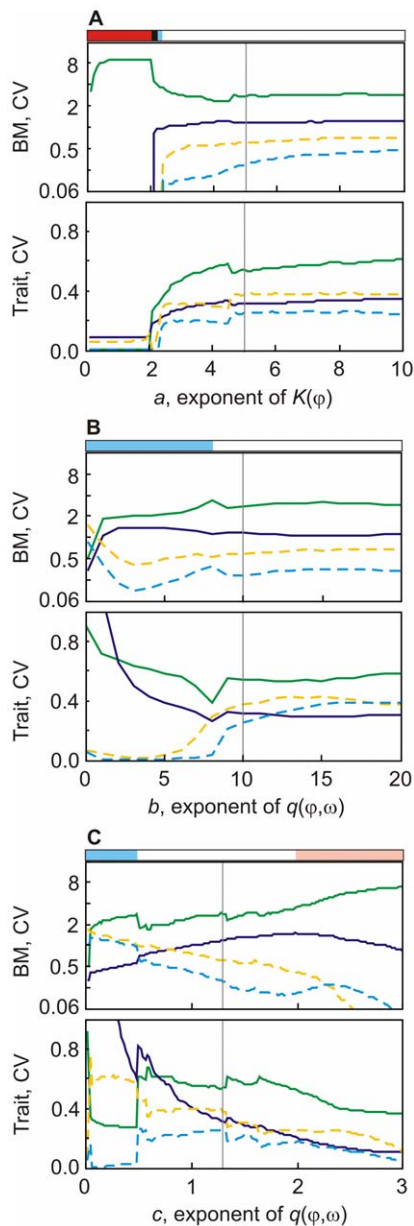 A
8
2
0.5
0.06
BM, CV
0.8
0.4
0.0
Trait, CV
0 2 4 6 8 10
a, exponent of K(φ)
B
8
2
0.5
0.06
BM, CV
0.8
0.4
0.0
Trait, CV
0 5 10 15 20
b, exponent of q(φ,ω)
C
8
2
0.5
0.06
BM, CV
0.8
0.4
0.0
Trait, CV
0 1 2 3
c, exponent of q(φ,ω)